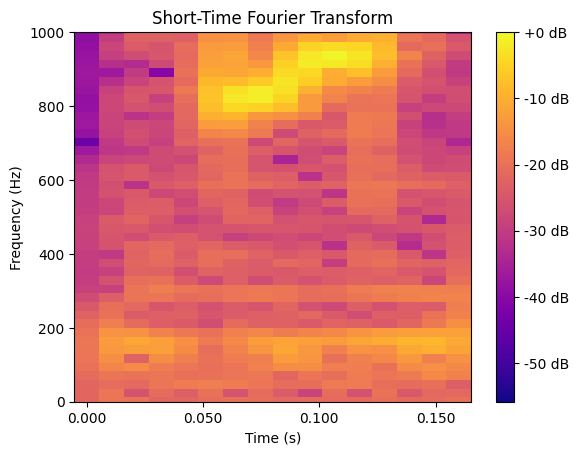 Short-Time Fourier Transform
1000
800
600
400
200
0
Frequency (Hz)
0.000
0.050
0.100
0.150
Time (s)
+0 dB
-10 dB
-20 dB
-30 dB
-40 dB
-50 dB